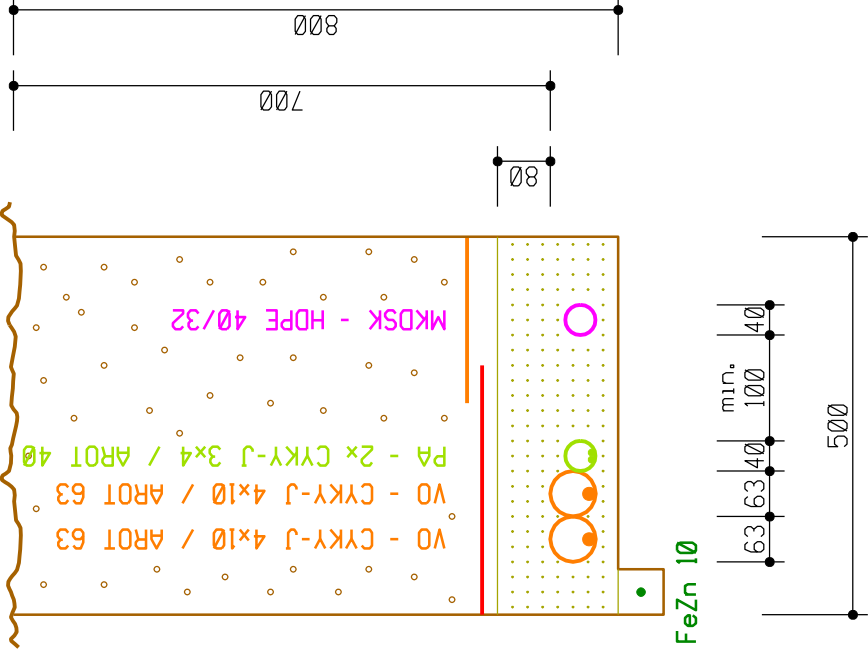 800
700
80
MKDSK - HDPE 40/32
PA - 2x CYKY-J 3x4 / AROT 40
VO - CYKY-J 4x10 / AROT 63
VO - CYKY-J 4x10 / AROT 63
FeZn 10
40
min.
100
40
63
63
500